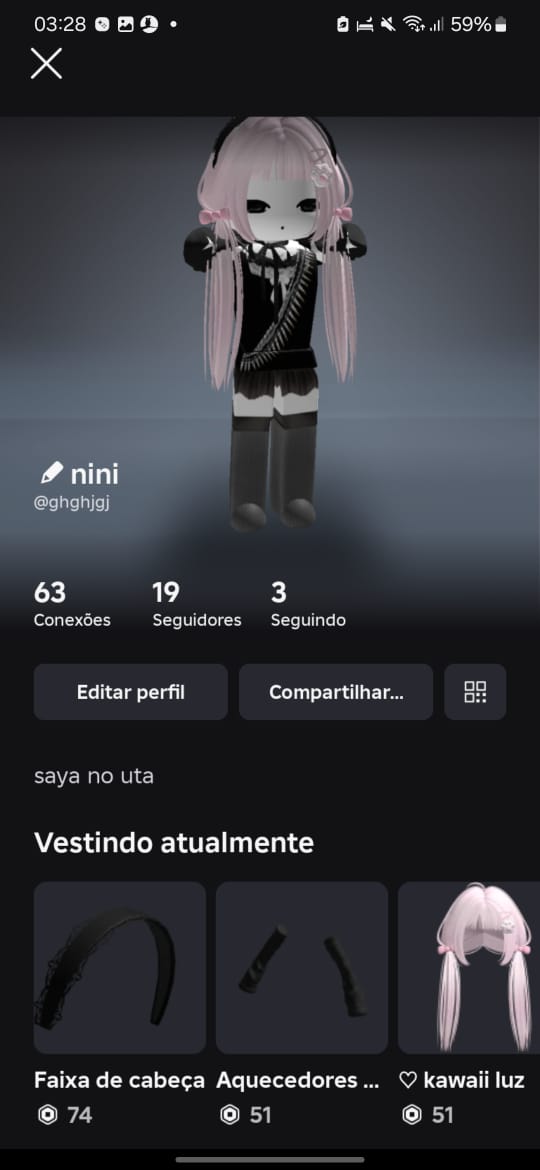 03:28
59%
nini
@ghghjgj
63 19 3
Conexões Seguidores Seguindo
Editar perfil Compartilhar...
saya no uta
Vestindo atualmente
Faixa de cabeça Aquecedores ... ♡ kawaii luz
74 51 51